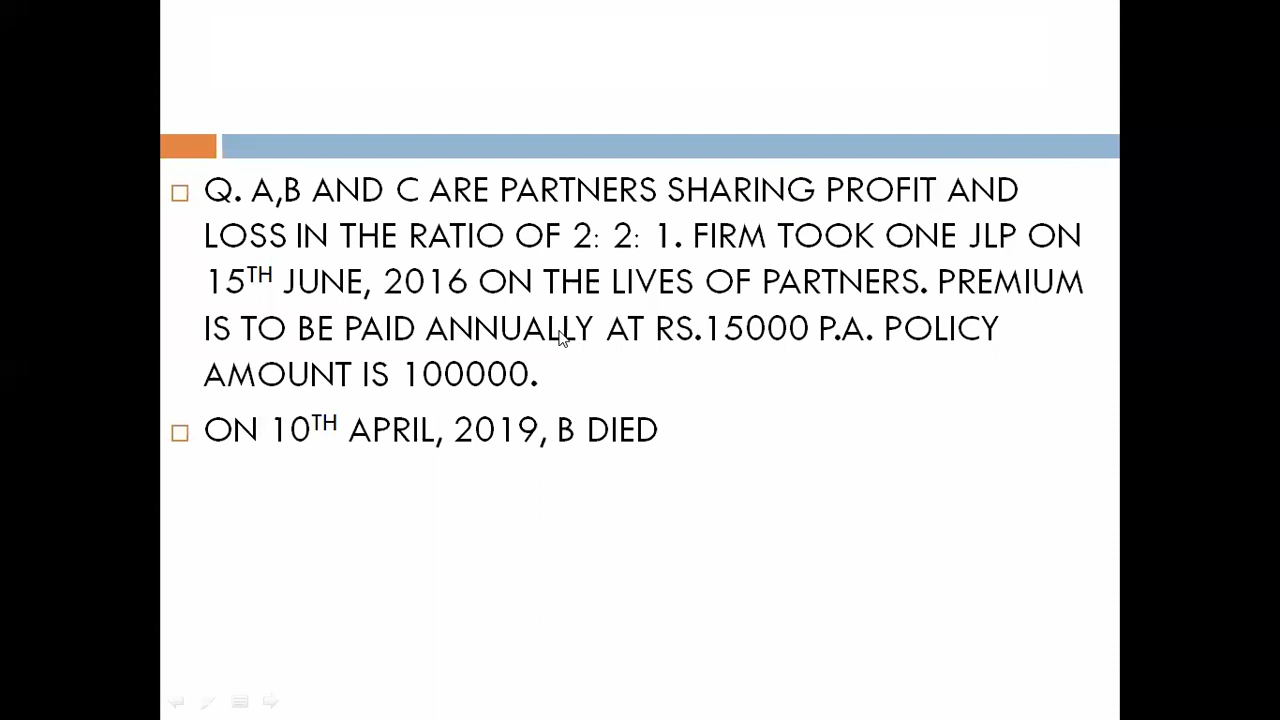 Q. A,B AND C ARE PARTNERS SHARING PROFIT AND
LOSS IN THE RATIO OF 2: 2: 1. FIRM TOOK ONE JLP ON
15TH JUNE, 2016 ON THE LIVES OF PARTNERS. PREMIUM
IS TO BE PAID ANNUALLY AT RS.15000 P.A. POLICY
AMOUNT IS 100000.
ON 10TH APRIL, 2019, B DIED